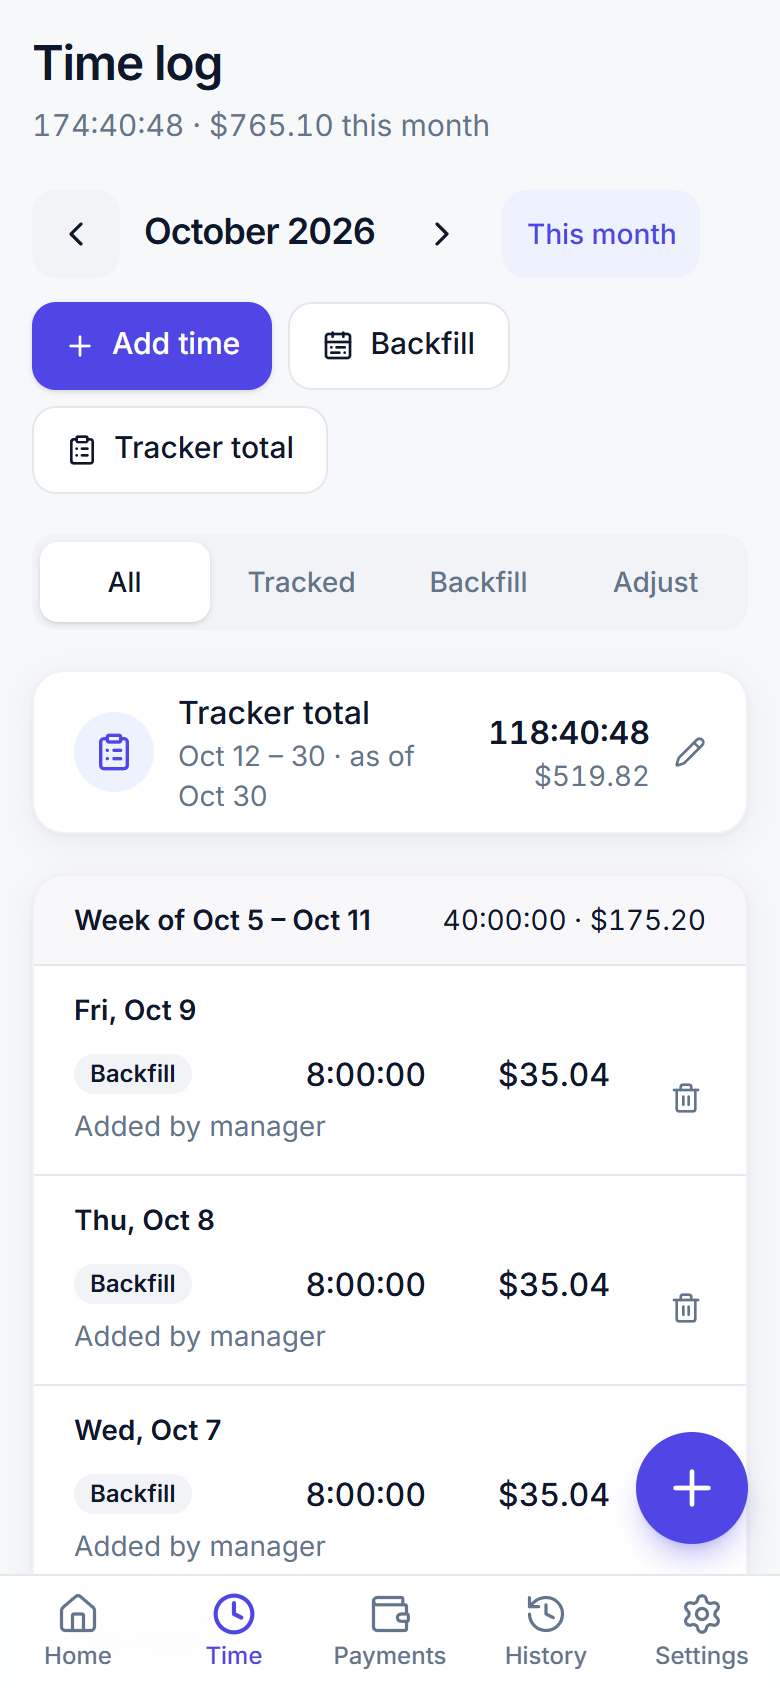 Time log
174:40:48 · $765.10 this month
October 2026
This month
Add time
Backfill
Tracker total
All
Tracked
Backfill
Adjust
Tracker total
Oct 12 – 30 · as of
Oct 30
118:40:48
$519.82
Week of Oct 5 – Oct 11
40:00:00 · $175.20
Fri, Oct 9
Backfill
8:00:00
$35.04
Added by manager
Thu, Oct 8
Backfill
8:00:00
$35.04
Added by manager
Wed, Oct 7
Backfill
8:00:00
$35.04
Added by manager
Home
Time
Payments
History
Settings